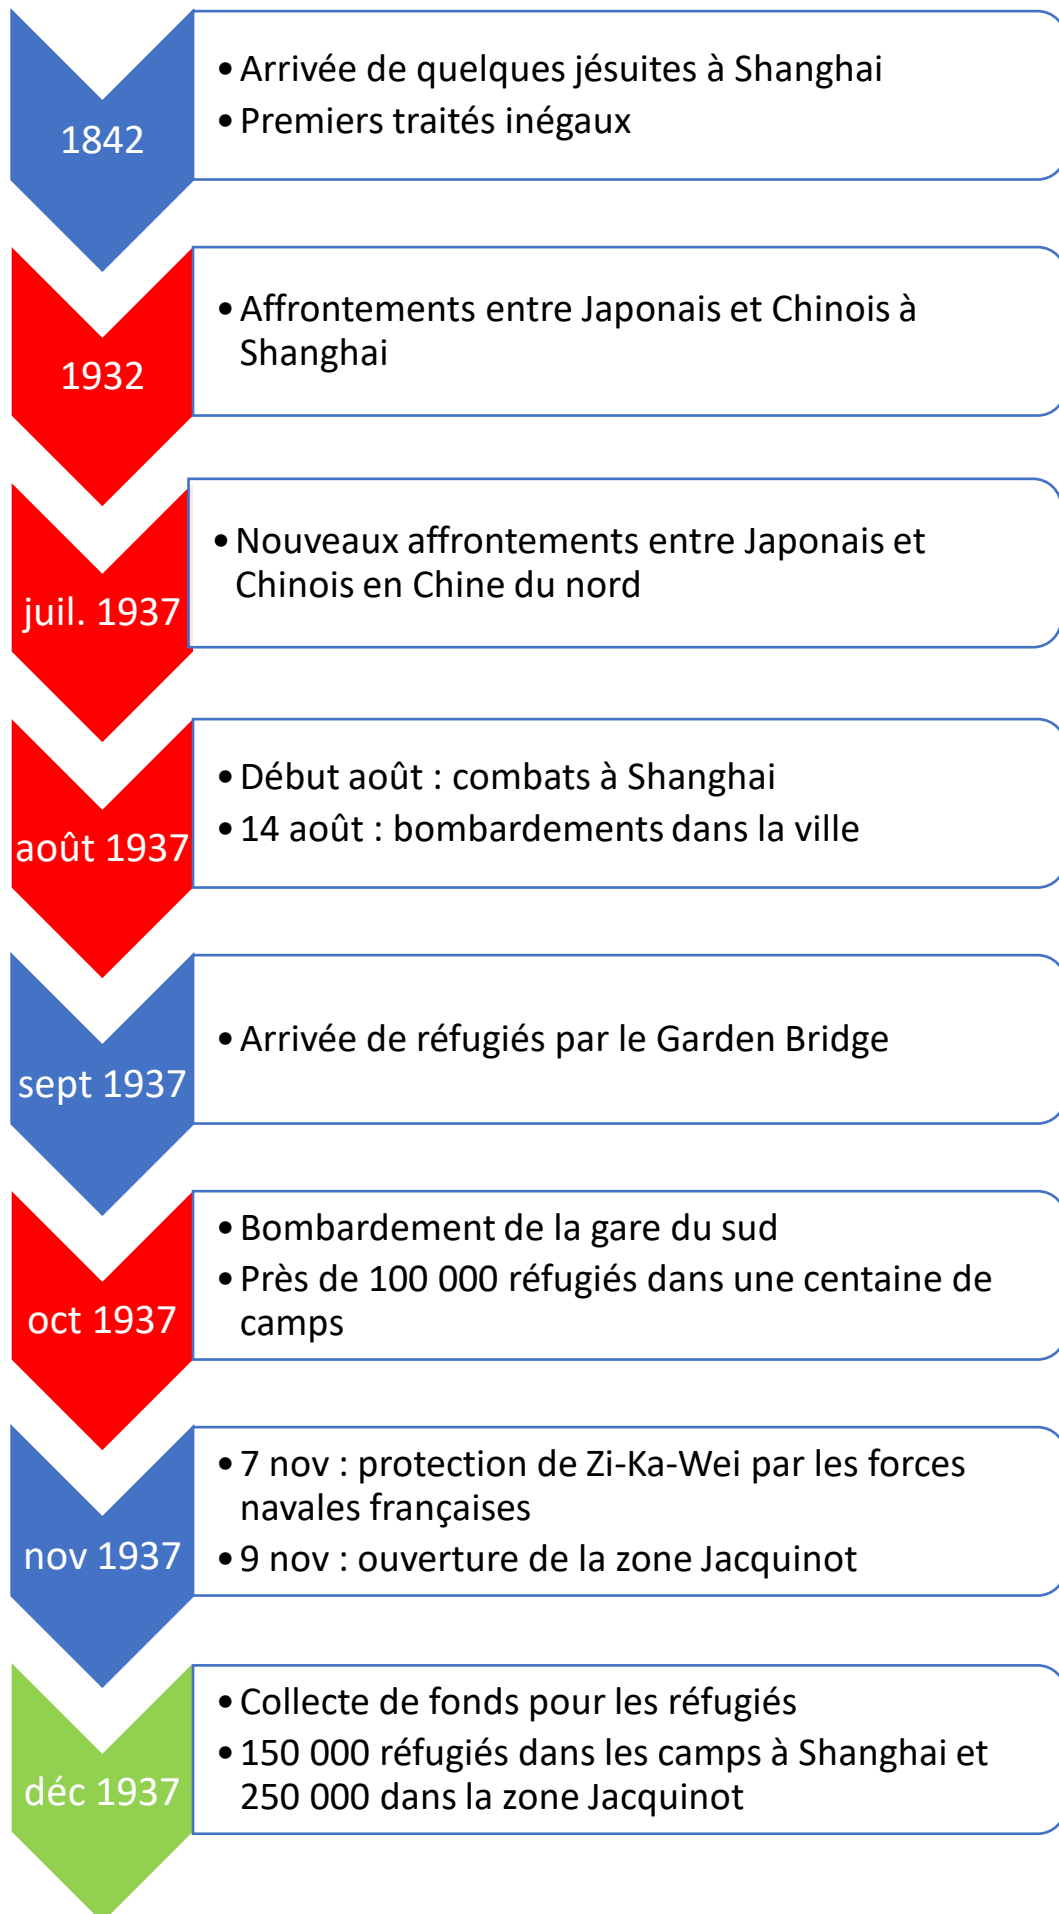 1842
• Arrivée de quelques jésuites à Shanghai
• Premiers traités inégaux
1932
• Affrontements entre Japonais et Chinois à
Shanghai
juil. 1937
• Nouveaux affrontements entre Japonais et
Chinois en Chine du nord
août 1937
• Début août : combats à Shanghai
• 14 août : bombardements dans la ville
sept 1937
• Arrivée de réfugiés par le Garden Bridge
oct 1937
• Bombardement de la gare du sud
• Près de 100 000 réfugiés dans une centaine de
camps
nov 1937
• 7 nov : protection de Zi-Ka-Wei par les forces
navales françaises
• 9 nov : ouverture de la zone Jacquinot
déc 1937
• Collecte de fonds pour les réfugiés
• 150 000 réfugiés dans les camps à Shanghai et
250 000 dans la zone Jacquinot